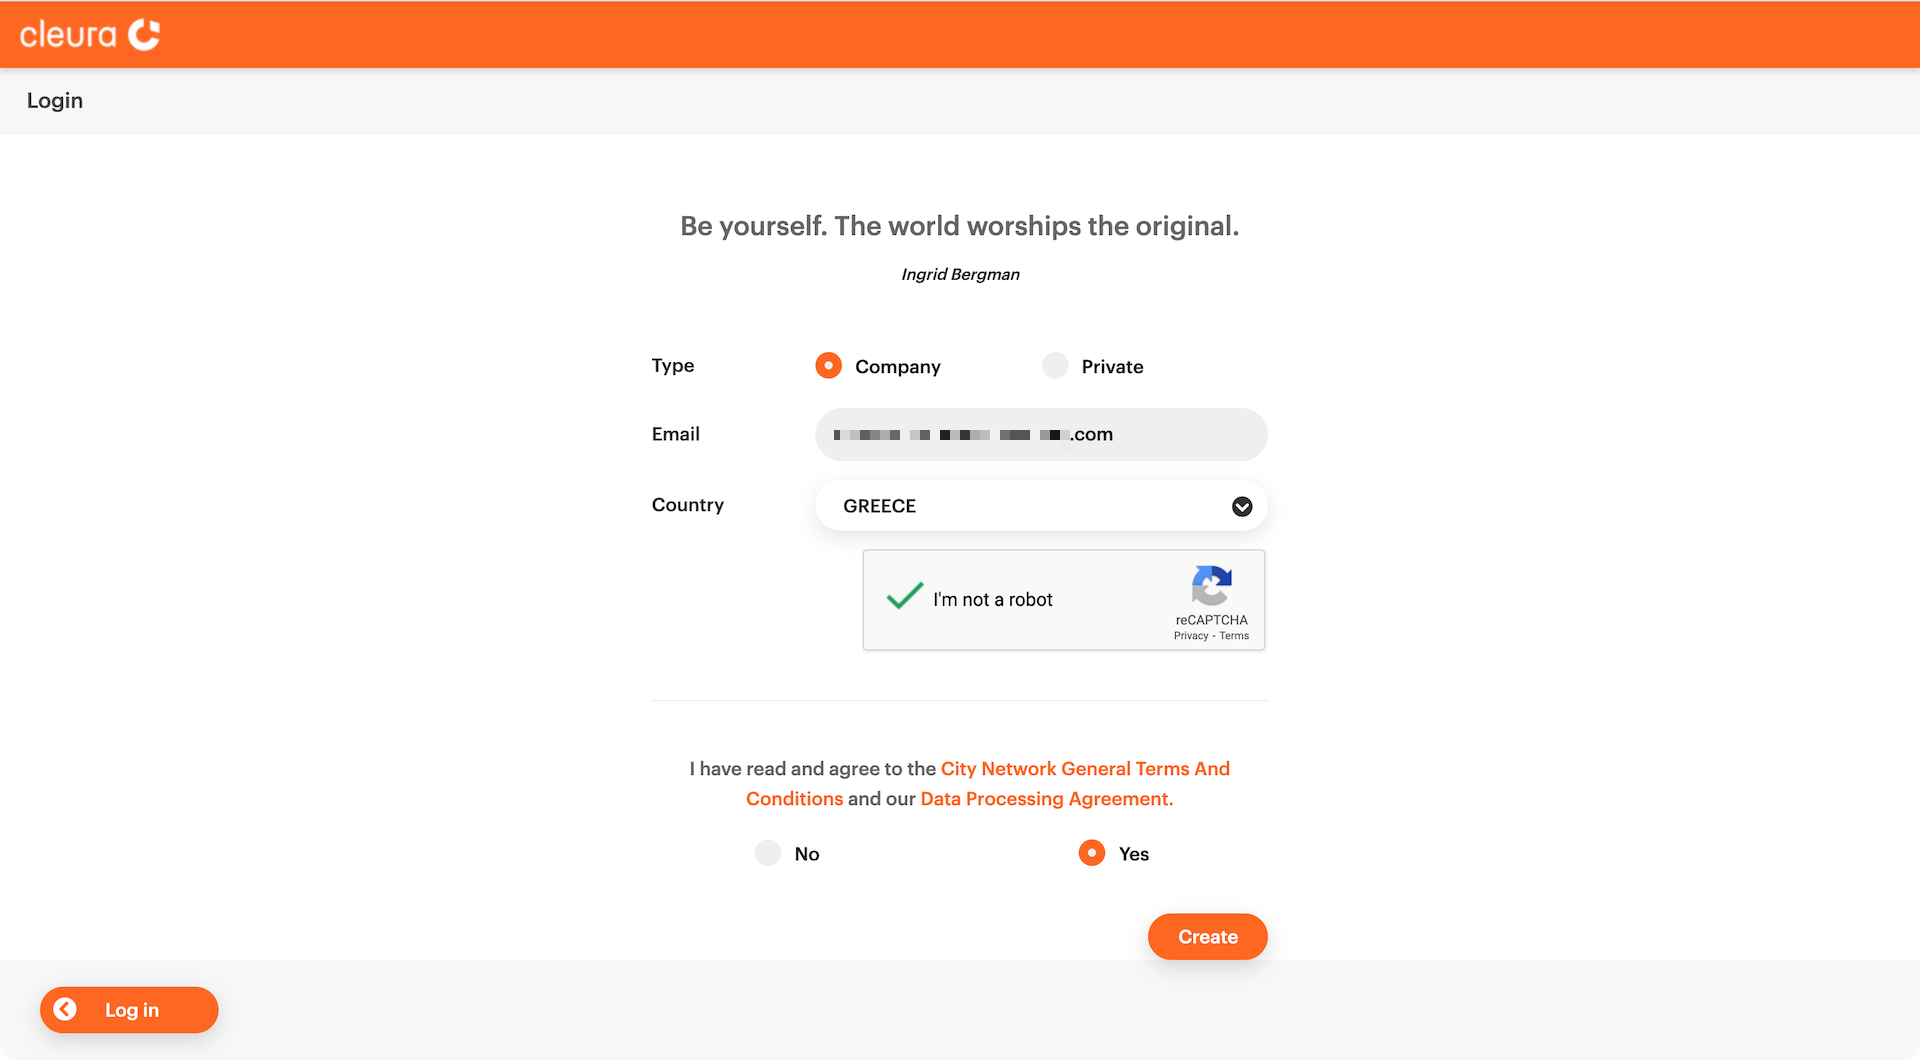 cleura
Login
Be yourself. The world worships the original.
Ingrid Bergman
Type Company Private
Email .com
Country GREECE
I'm not a robot
reCAPTCHA
Privacy - Terms
I have read and agree to the City Network General Terms And
Conditions and our Data Processing Agreement.
No Yes
Create
Log in